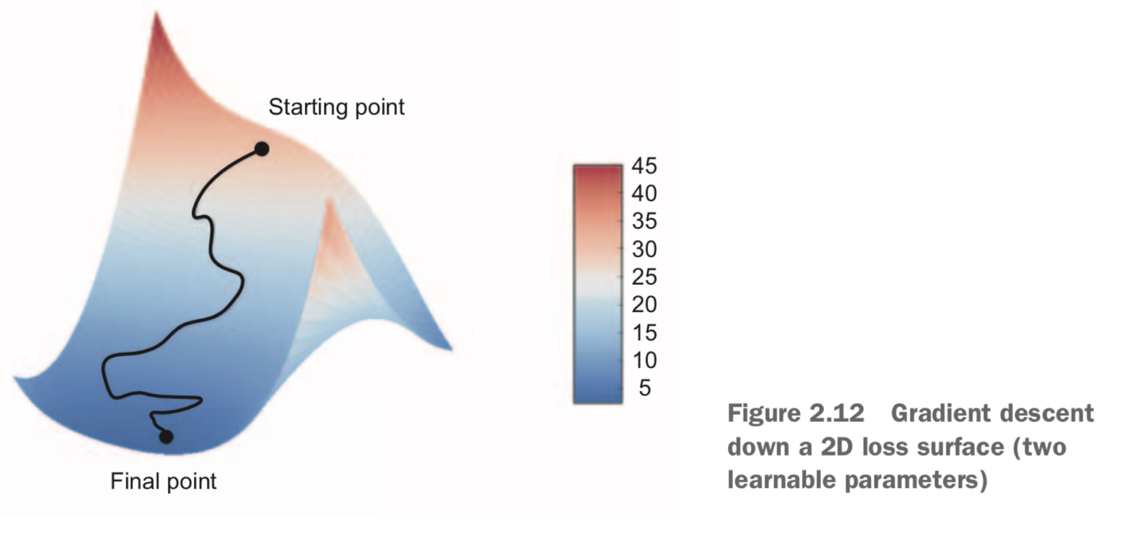 Starting point
45
40
35
30
25
20
15
10
5
Final point
Figure 2.12 Gradient descent
down a 2D loss surface (two
learnable parameters)